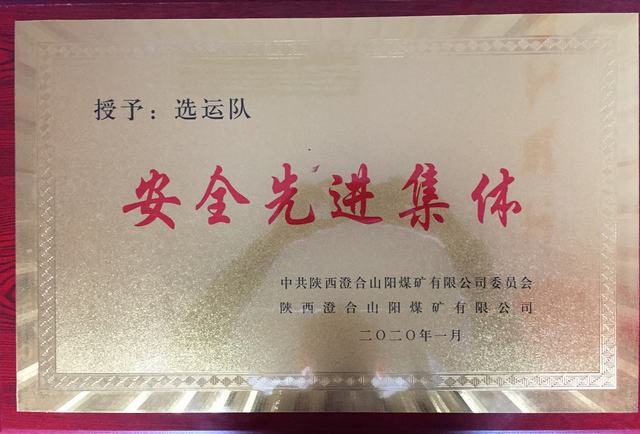 授予：选运队
安全先进集体
中共陕西澄合山阳煤矿有限公司委员会
陕西澄合山阳煤矿有限公司
二〇二〇年一月